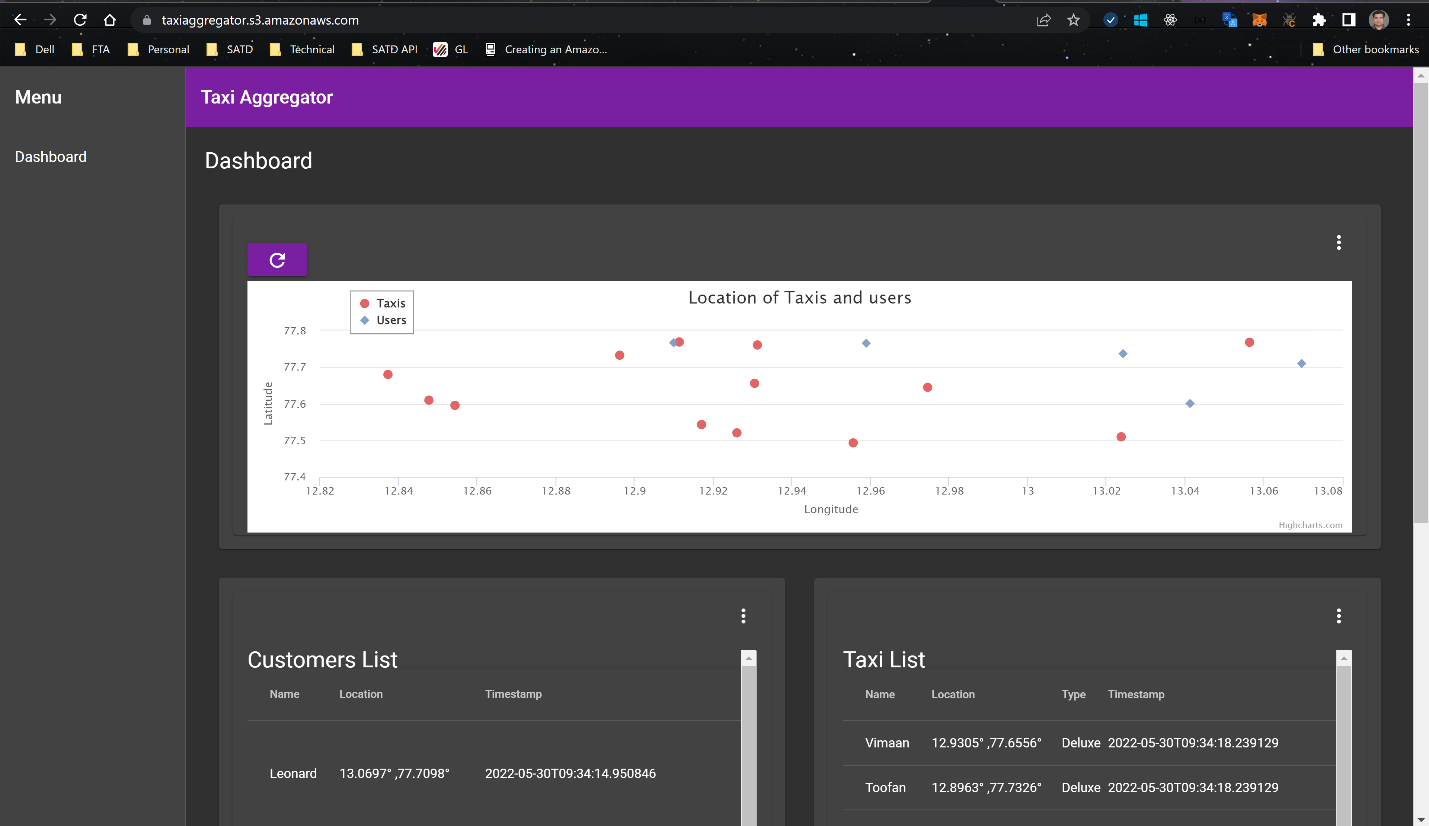 taxiaggregator.s3.amazonaws.com
Dell FTA Personal SATD Technical SATD API GL Creating an Amazo... Other bookmarks
Menu
Taxi Aggregator
Dashboard
Dashboard
Location of Taxis and users
Taxis
Users
Latitude
77.8
77.7
77.6
77.5
77.4
12.82 12.84 12.86 12.88 12.9 12.92 12.94 12.96 12.98 13 13.02 13.04 13.06 13.08
Longitude
Highcharts.com
Customers List
Name Location Timestamp
Leonard 13.0697° ,77.7098° 2022-05-30T09:34:14.950846
Taxi List
Name Location Type Timestamp
Vimaan 12.9305° ,77.6556° Deluxe 2022-05-30T09:34:18.239129
Toofan 12.8963° ,77.7326° Deluxe 2022-05-30T09:34:18.239129